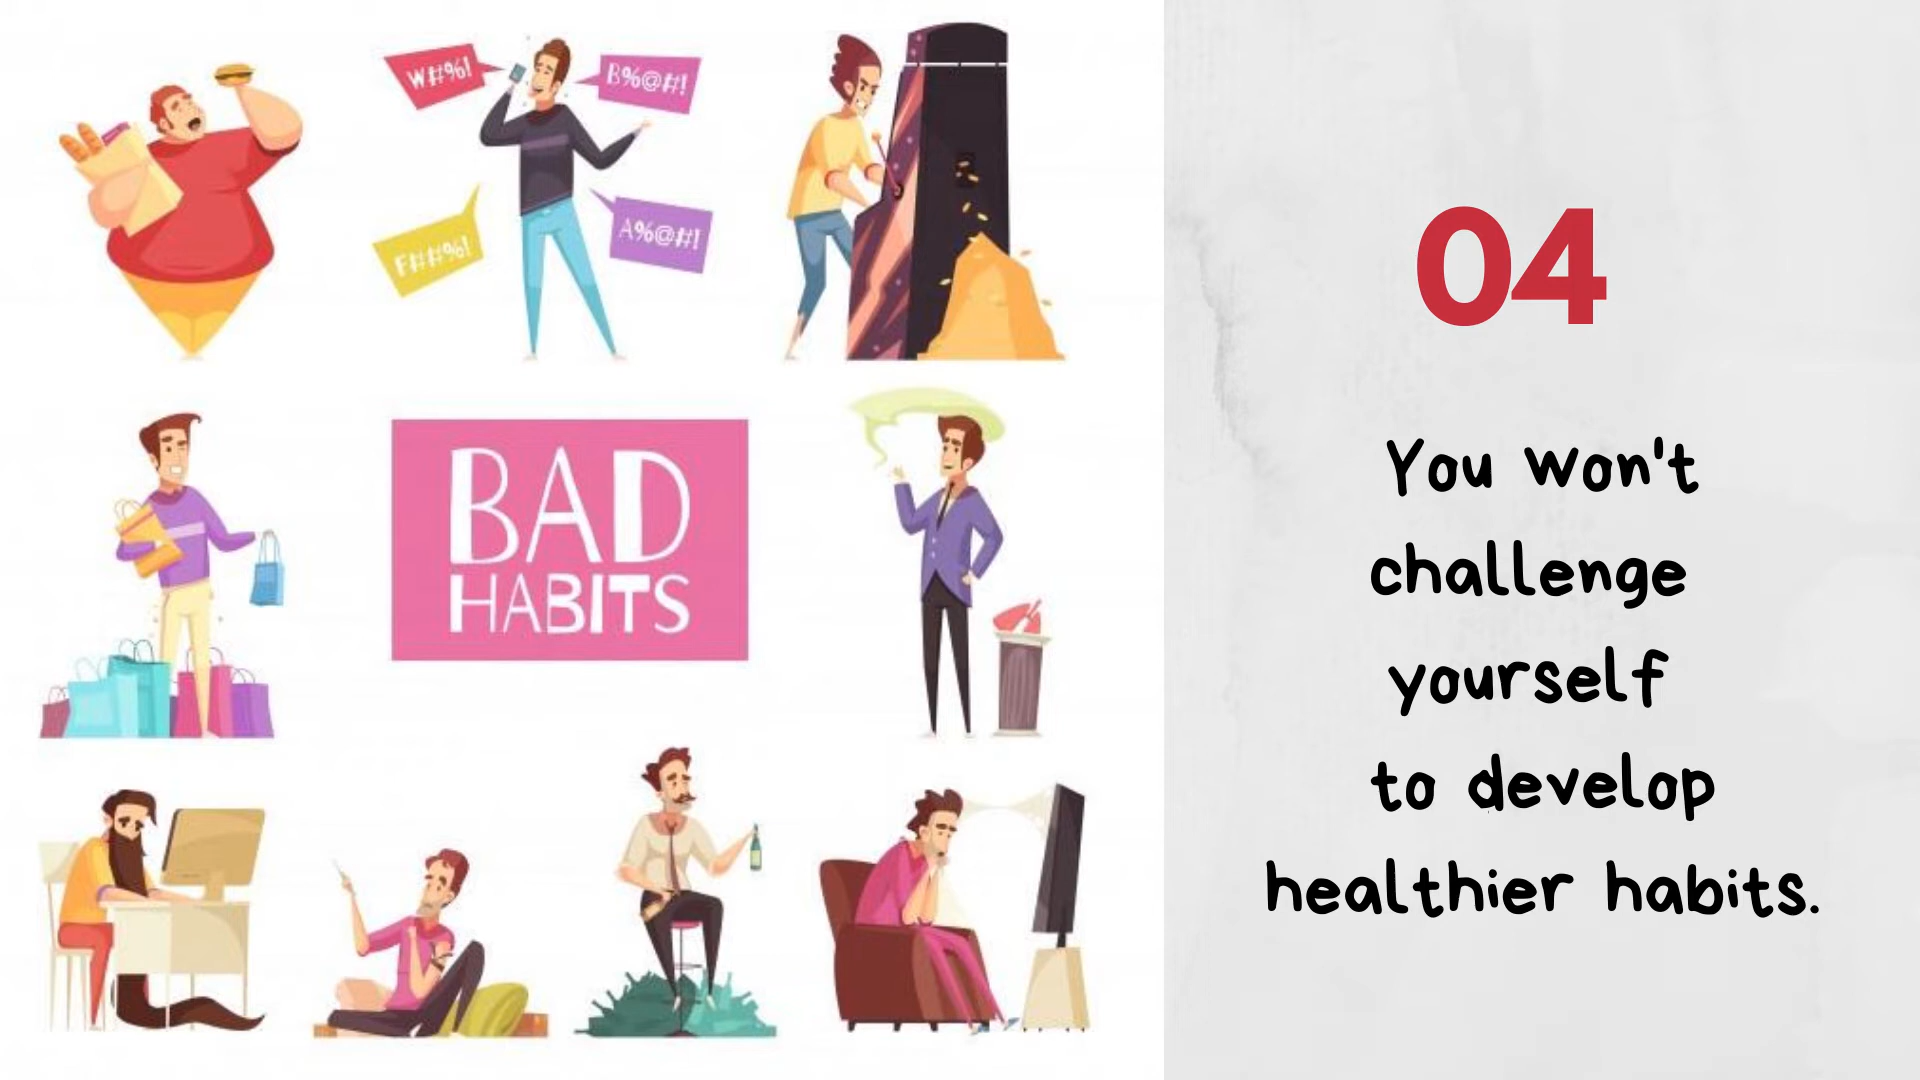 W#%!
B%@#!
F##%!
A%@#!
BAD
HABITS
04
You won't
challenge
yourself
to develop
healthier habits.